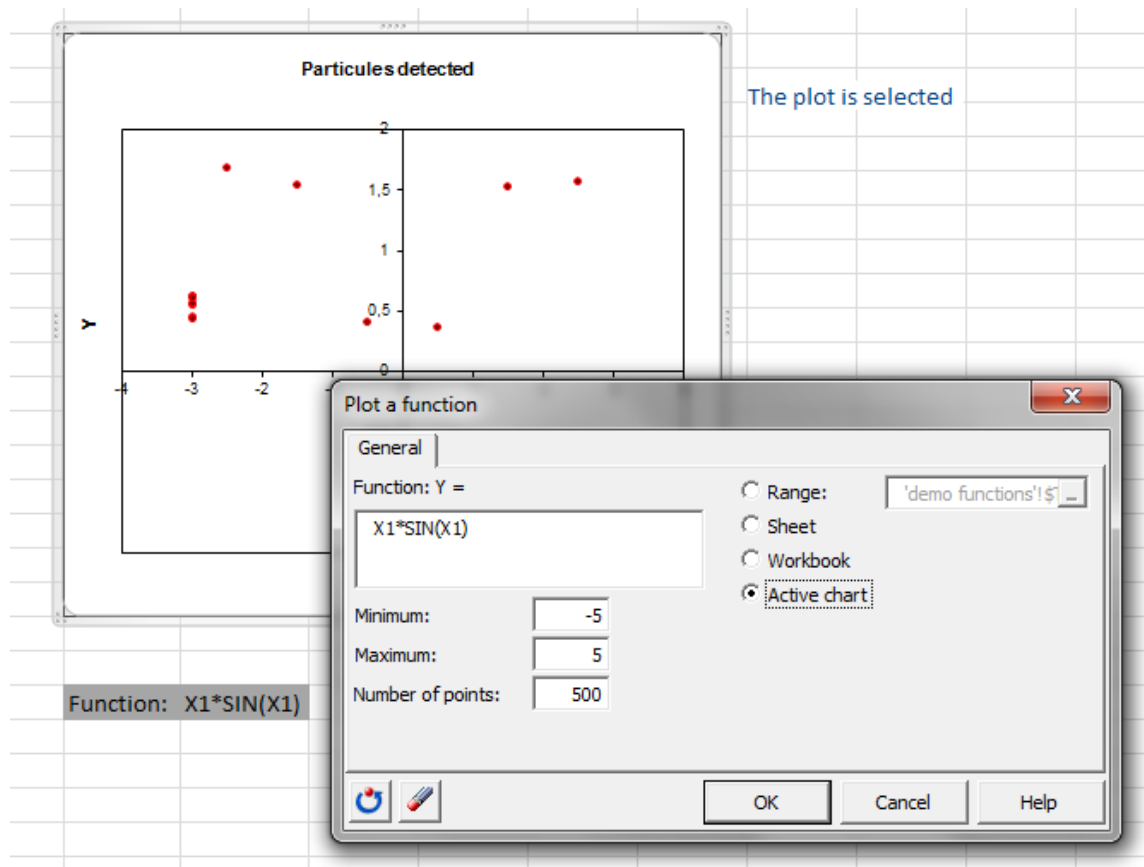 Particules detected
The plot is selected
2
1,5
1
0,5
0
Y
-4
-3
-2
Plot a function
General
Function: Y =
X1*SIN(X1)
Range:
'demo functions'!$
Sheet
Workbook
Active chart
Minimum:
-5
Maximum:
5
Number of points:
500
Function: X1*SIN(X1)
OK
Cancel
Help